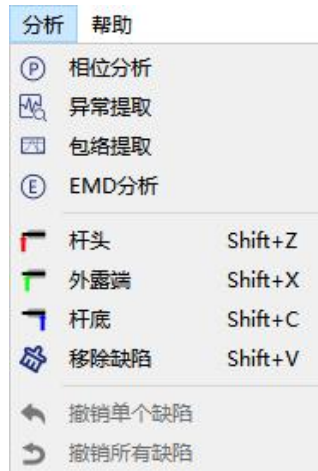 分析 帮助
P 相位分析
异常提取
包络提取
E EMD分析
杆头 Shift+Z
外露端 Shift+X
杆底 Shift+C
移除缺陷 Shift+V
撤销单个缺陷
撤销所有缺陷